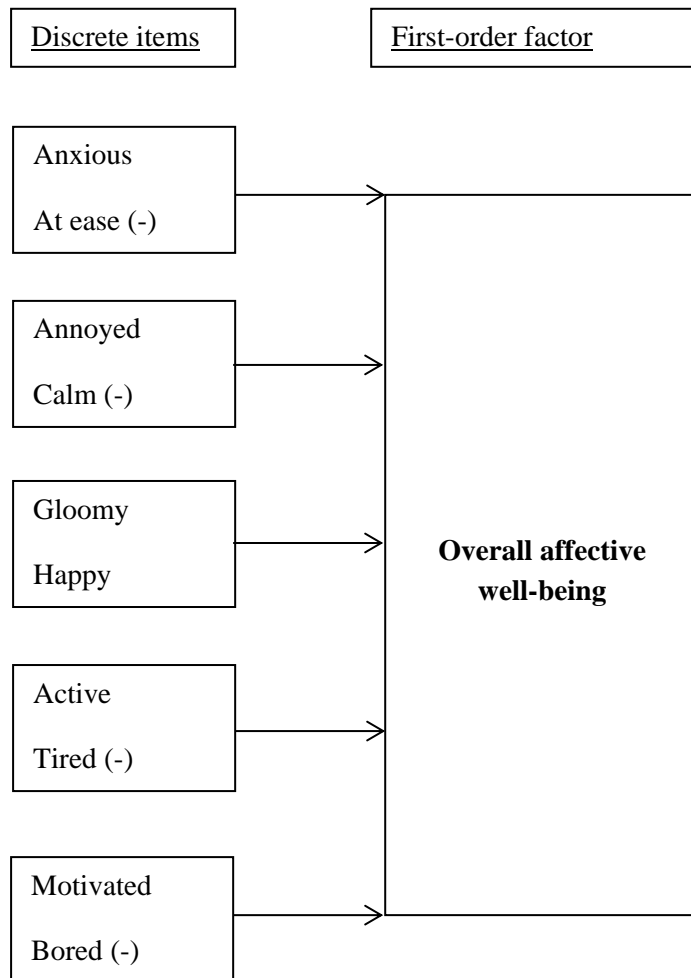 Discrete items
First-order factor
Anxious
At ease (-)
Annoyed
Calm (-)
Gloomy
Happy
Overall affective
well-being
Active
Tired (-)
Motivated
Bored (-)